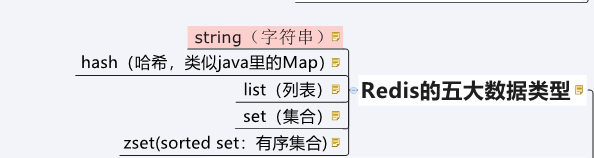 string（字符串）
hash（哈希，类似java里的Map)
list（列表）
set（集合）
zset(sorted set：有序集合)
Redis的五大数据类型